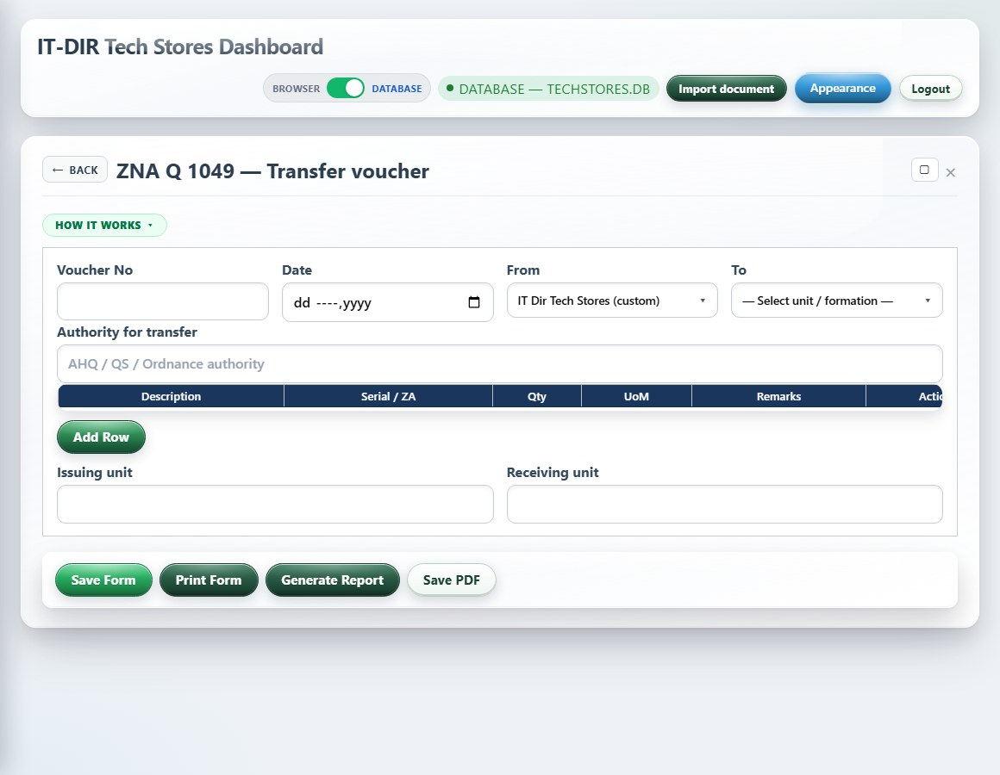 IT-DIR Tech Stores Dashboard
BROWSER DATABASE DATABASE — TECHSTORES.DB Import document Appearance Logout
← BACK ZNA Q 1049 — Transfer voucher ×
HOW IT WORKS ▾
Voucher No Date From To
dd ----,yyyy IT Dir Tech Stores (custom) — Select unit / formation —
Authority for transfer
AHQ / QS / Ordnance authority
Description Serial / ZA Qty UoM Remarks Actic
Add Row
Issuing unit Receiving unit
Save Form Print Form Generate Report Save PDF